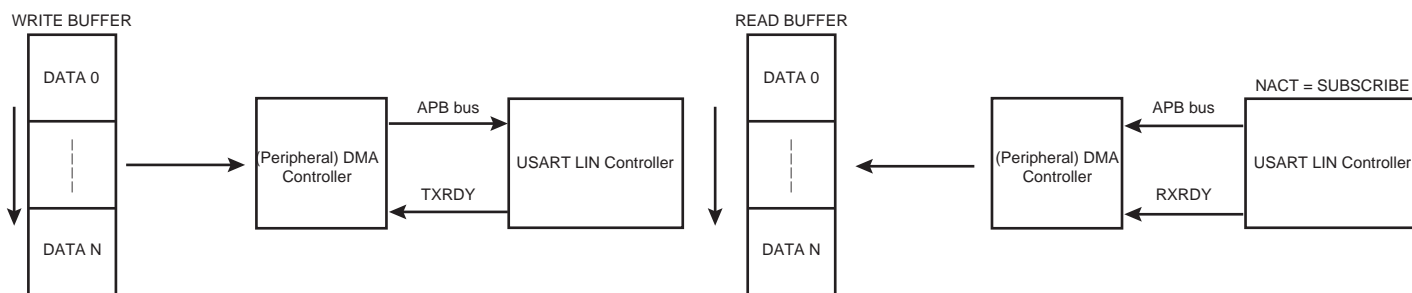 WRITE BUFFER
DATA 0
DATA N
(Peripheral) DMA
Controller
APB bus
TXRDY
USART LIN Controller
READ BUFFER
DATA 0
DATA N
(Peripheral) DMA
Controller
APB bus
RXRDY
NACT = SUBSCRIBE
USART LIN Controller